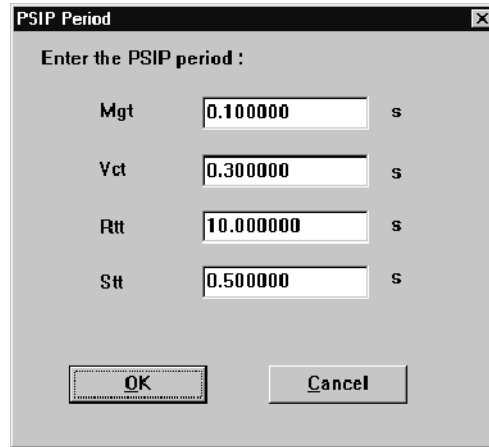 PSIP Period
Enter the PSIP period :
Mgt 0.100000 s
Vct 0.300000 s
Rtt 10.000000 s
Stt 0.500000 s
OK Cancel